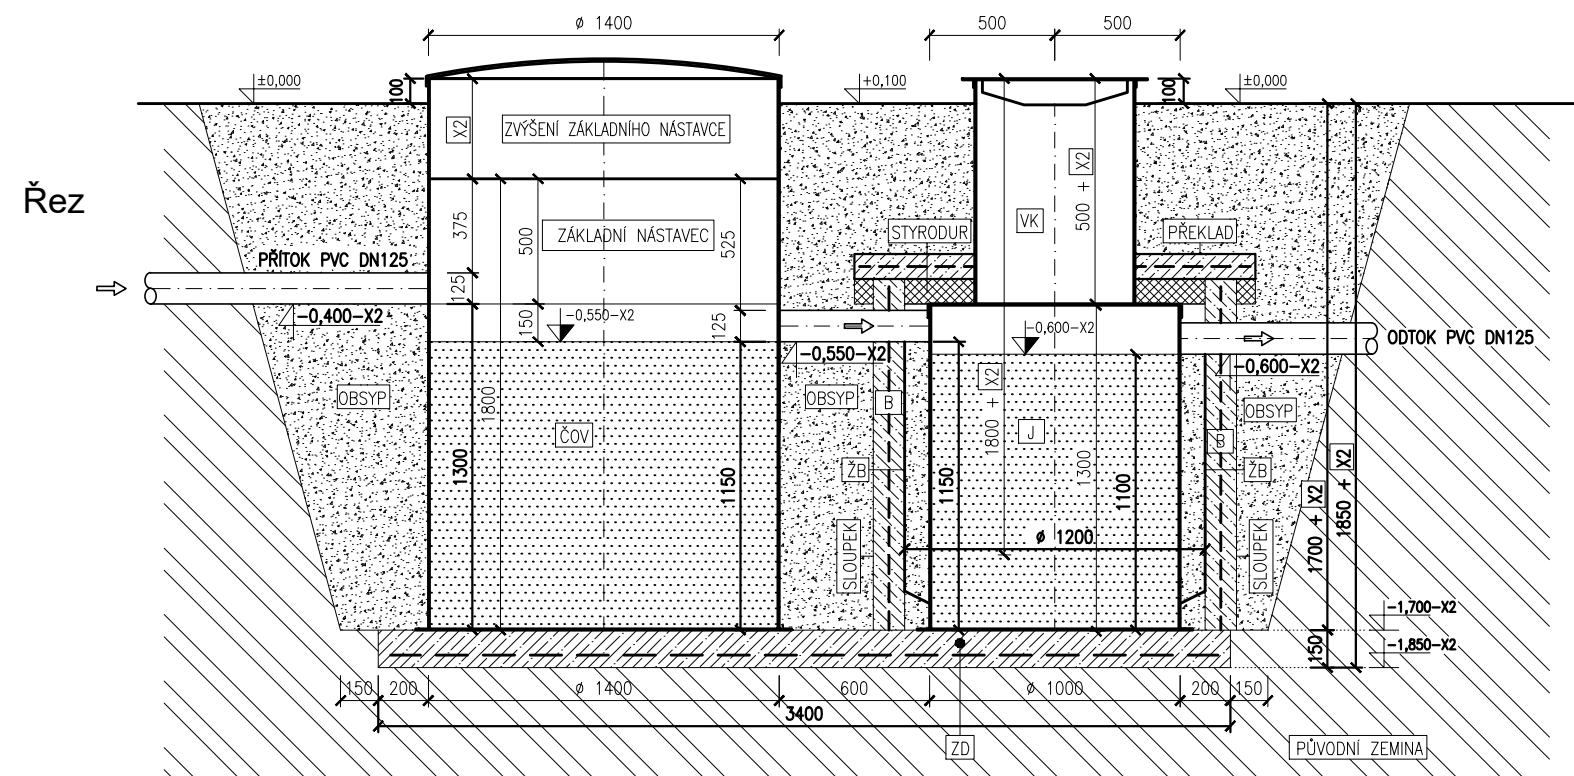 ø 1400
500
500
±0,000
+0,100
±0,000
100
100
X2
ZVÝŠENÍ ZÁKLADNÍHO NÁSTAVCE
500 + X2
Řez
375
500
ZÁKLADNÍ NÁSTAVEC
525
STYRODUR
VK
PŘEKLAD
PŘÍTOK PVC DN125
125
-0,400-X2
150
-0,550-X2
125
-0,550-X2
-0,600-X2
ODTOK PVC DN125
-0,600-X2
OBSYP
1800
ČOV
OBSYP
B
1800 + X2
J
OBSYP
B
1300
1150
ŽB
1150
1300
1100
ŽB
1700 + X2
1850 + X2
ø 1200
SLOUPEK
SLOUPEK
-1,700-X2
150
-1,850-X2
150
200
ø 1400
600
ø 1000
200
150
3400
ZD
PŮVODNÍ ZEMINA